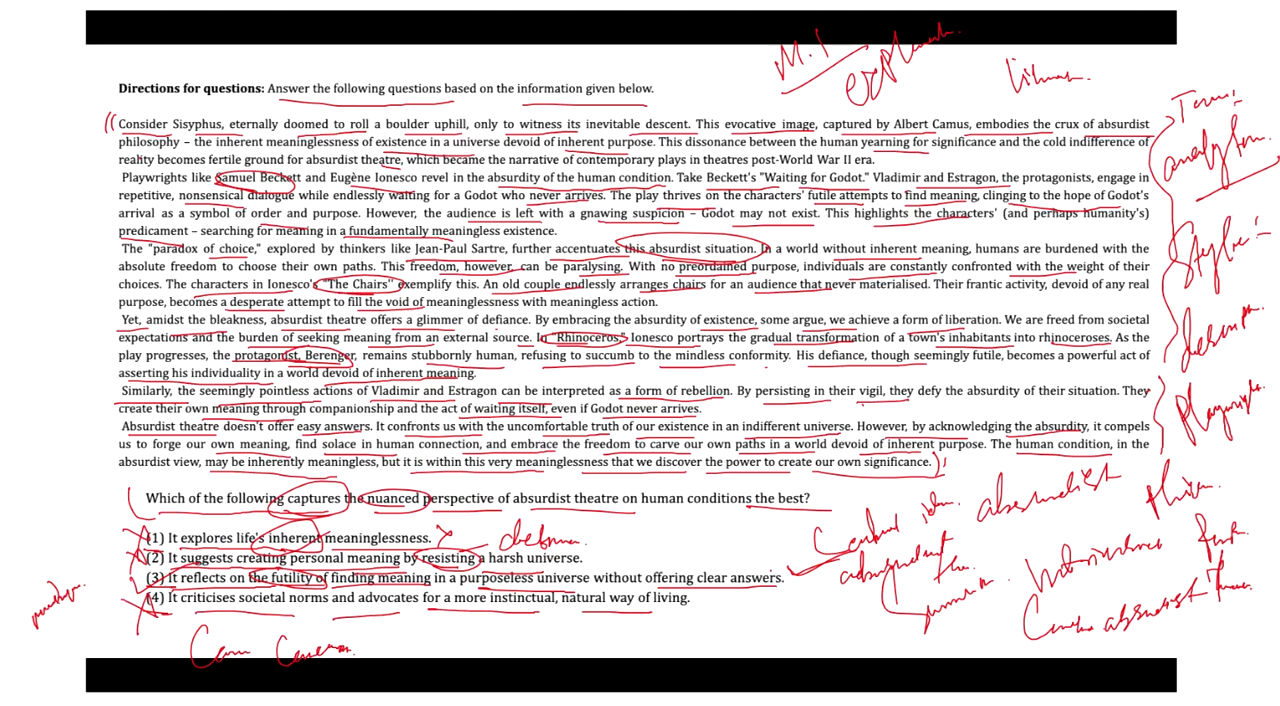 M.I
Directions for questions: Answer the following questions based on the information given below.
Consider Sisyphus, eternally doomed to roll a boulder uphill, only to witness its inevitable descent. This evocative image, captured by Albert Camus, embodies the crux of absurdist
philosophy – the inherent meaninglessness of existence in a universe devoid of inherent purpose. This dissonance between the human yearning for significance and the cold indifference of
reality becomes fertile ground for absurdist theatre, which became the narrative of contemporary plays in theatres post-World War II era.
Playwrights like Samuel Beckett and Eugène Ionesco revel in the absurdity of the human condition. Take Beckett's "Waiting for Godot." Vladimir and Estragon, the protagonists, engage in
repetitive, nonsensical dialogue while endlessly waiting for a Godot who never arrives. The play thrives on the characters' futile attempts to find meaning, clinging to the hope of Godot's
arrival as a symbol of order and purpose. However, the audience is left with a gnawing suspicion – Godot may not exist. This highlights the characters' (and perhaps humanity's)
predicament – searching for meaning in a fundamentally meaningless existence.
The "paradox of choice," explored by thinkers like Jean-Paul Sartre, further accentuates this absurdist situation. In a world without inherent meaning, humans are burdened with the
absolute freedom to choose their own paths. This freedom, however, can be paralysing. With no preordained purpose, individuals are constantly confronted with the weight of their
choices. The characters in Ionesco's "The Chairs" exemplify this. An old couple endlessly arranges chairs for an audience that never materialised. Their frantic activity, devoid of any real
purpose, becomes a desperate attempt to fill the void of meaninglessness with meaningless action.
Yet, amidst the bleakness, absurdist theatre offers a glimmer of defiance. By embracing the absurdity of existence, some argue, we achieve a form of liberation. We are freed from societal
expectations and the burden of seeking meaning from an external source. In "Rhinoceros," Ionesco portrays the gradual transformation of a town's inhabitants into rhinoceroses. As the
play progresses, the protagonist, Berenger, remains stubbornly human, refusing to succumb to the mindless conformity. His defiance, though seemingly futile, becomes a powerful act of
asserting his individuality in a world devoid of inherent meaning.
Similarly, the seemingly pointless actions of Vladimir and Estragon can be interpreted as a form of rebellion. By persisting in their vigil, they defy the absurdity of their situation. They
create their own meaning through companionship and the act of waiting itself, even if Godot never arrives.
Absurdist theatre doesn't offer easy answers. It confronts us with the uncomfortable truth of our existence in an indifferent universe. However, by acknowledging the absurdity, it compels
us to forge our own meaning, find solace in human connection, and embrace the freedom to carve our own paths in a world devoid of inherent purpose. The human condition, in the
absurdist view, may be inherently meaningless, but it is within this very meaninglessness that we discover the power to create our own significance.
Which of the following captures the nuanced perspective of absurdist theatre on human conditions the best?
(1) It explores life's inherent meaninglessness.
(2) It suggests creating personal meaning by resisting a harsh universe.
(3) It reflects on the futility of finding meaning in a purposeless universe without offering clear answers.
(4) It criticises societal norms and advocates for a more instinctual, natural way of living.
absurdist